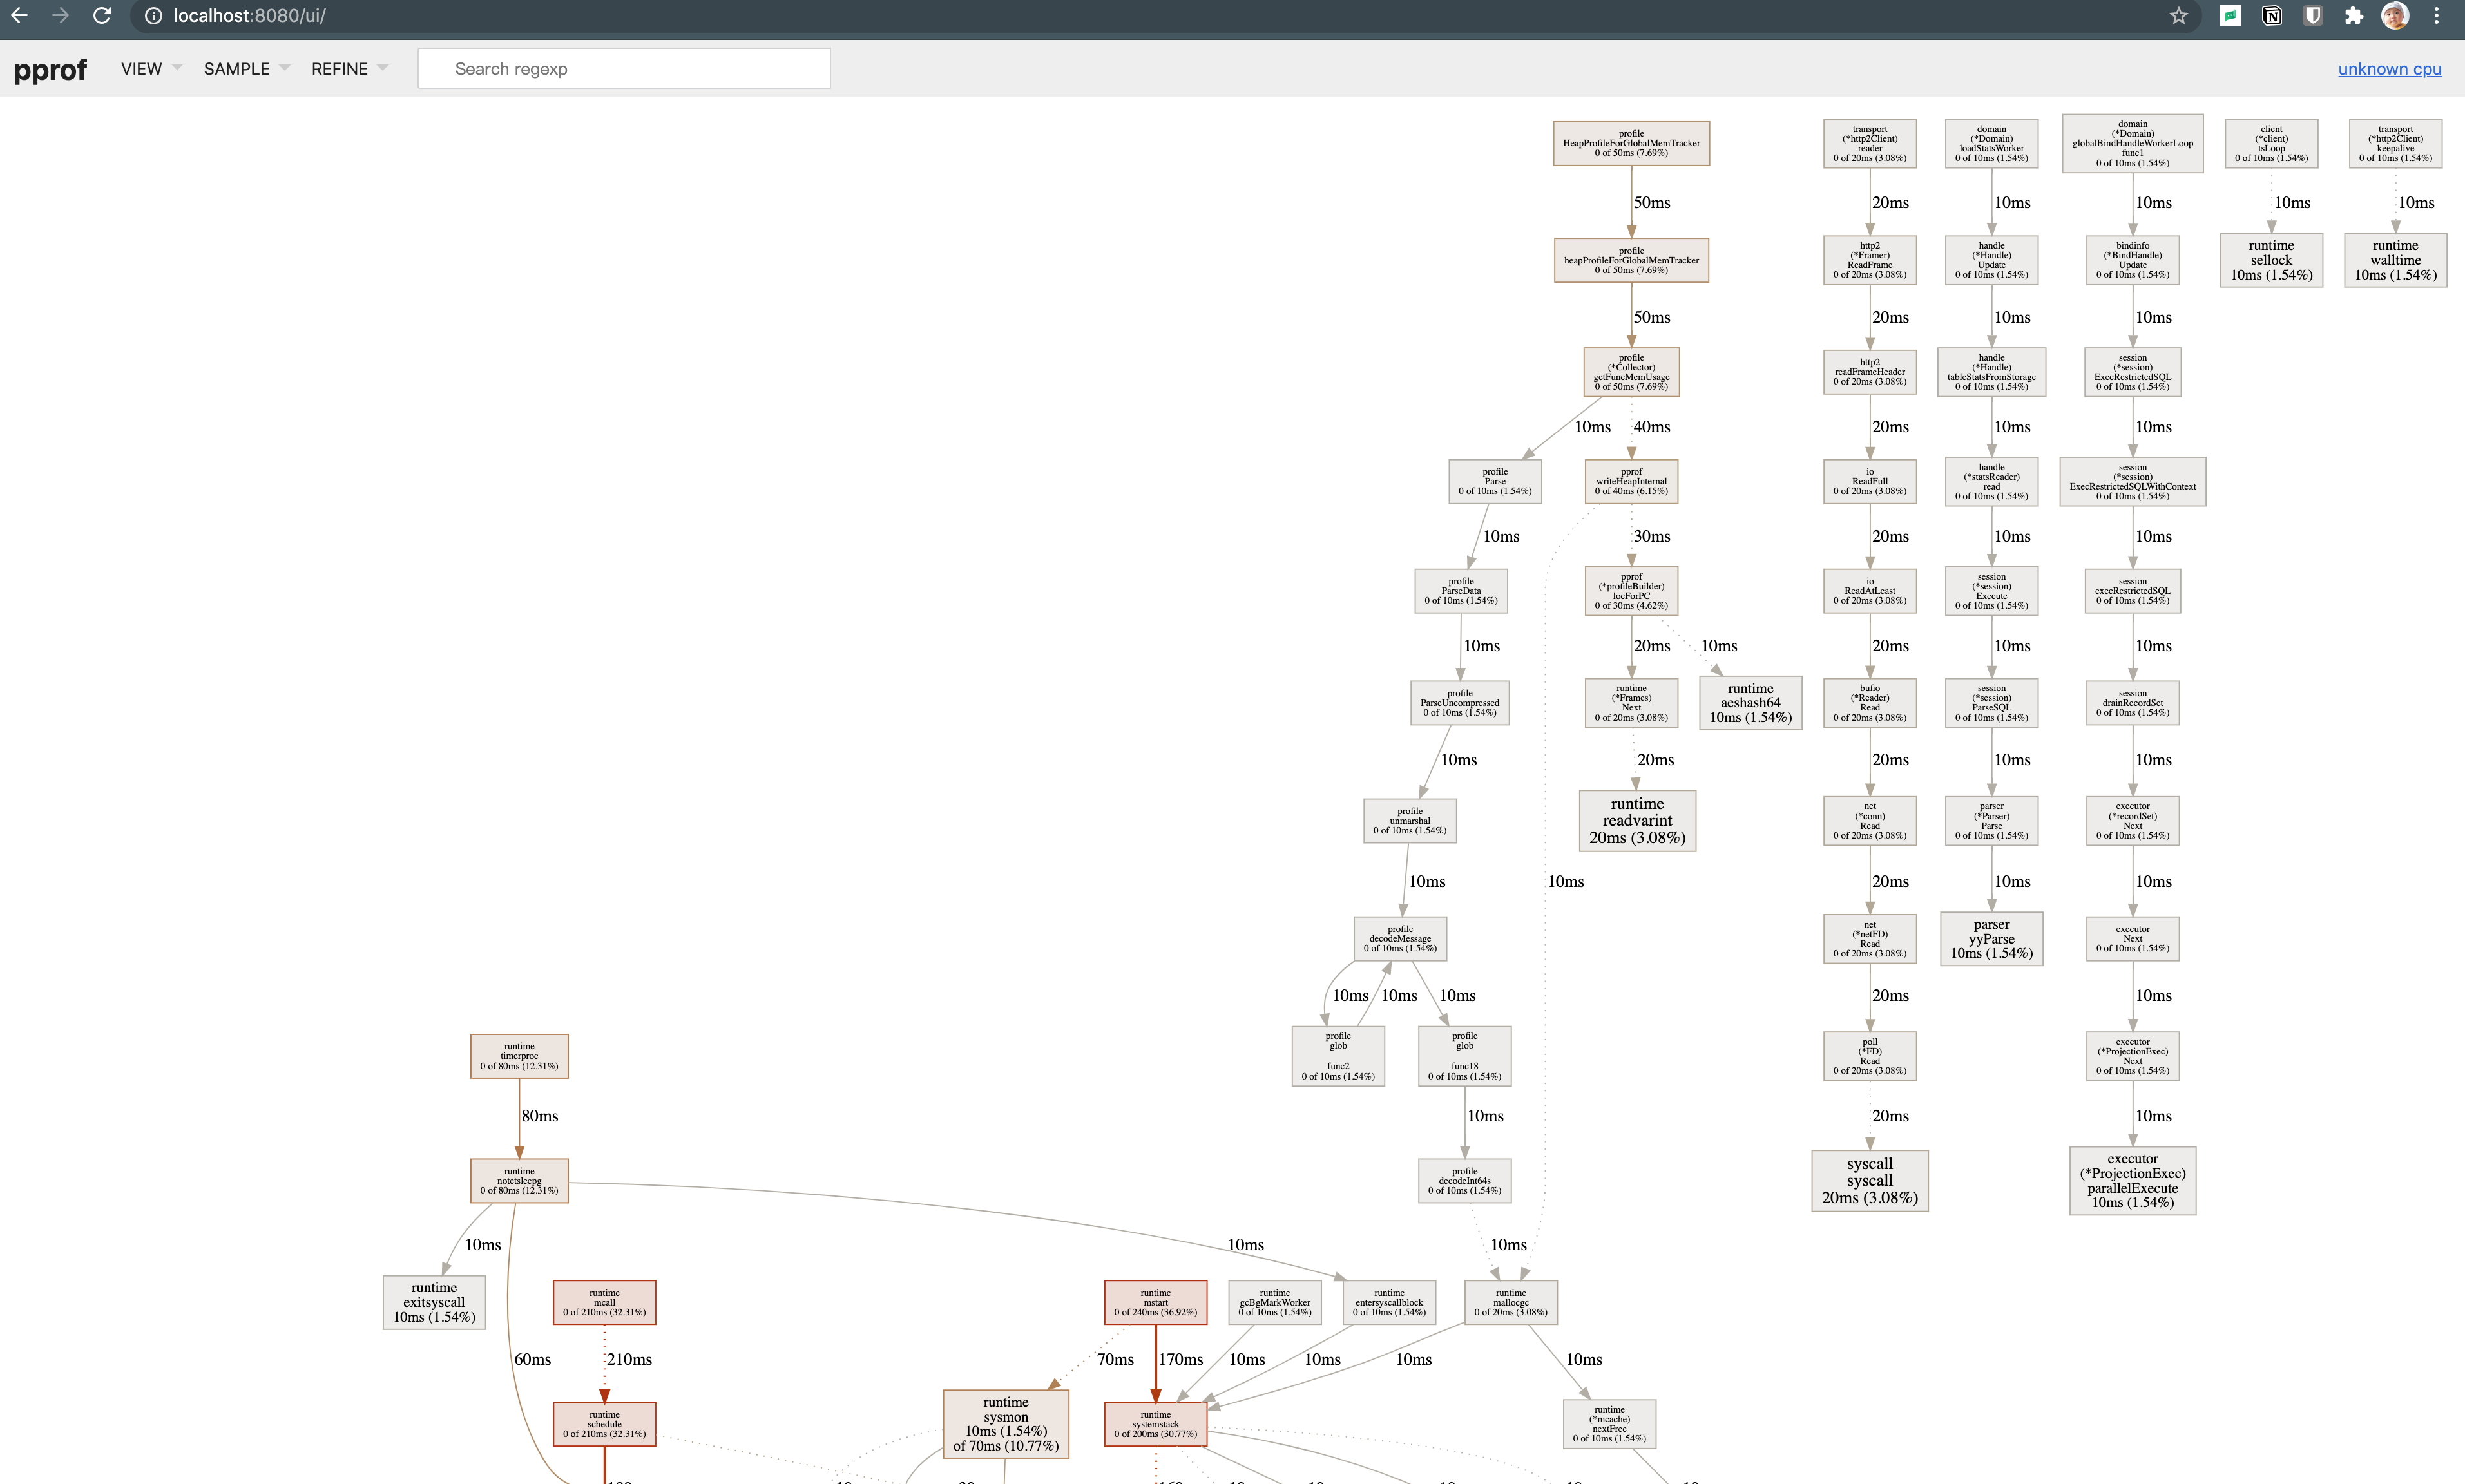 localhost:8080/ui/
pprof
VIEW
SAMPLE
REFINE
Search regexp
unknown cpu
profile
HeapProfileForGlobalMemTracker
0 of 50ms (7.69%)
transport
(*http2Client)
reader
0 of 20ms (3.08%)
domain
(*Domain)
loadStatsWorker
0 of 10ms (1.54%)
domain
(*Domain)
globalBindHandleWorkerLoop
func1
0 of 10ms (1.54%)
client
(*client)
tsLoop
0 of 10ms (1.54%)
transport
(*http2Client)
keepalive
0 of 10ms (1.54%)
50ms
20ms
10ms
10ms
10ms
10ms
profile
heapProfileForGlobalMemTracker
0 of 50ms (7.69%)
http2
(*Framer)
ReadFrame
0 of 20ms (3.08%)
handle
(*Handle)
Update
0 of 10ms (1.54%)
bindinfo
(*BindHandle)
Update
0 of 10ms (1.54%)
runtime
sellock
10ms (1.54%)
runtime
walltime
10ms (1.54%)
50ms
20ms
10ms
10ms
profile
(*Collector)
getFuncMemUsage
0 of 50ms (7.69%)
http2
readFrameHeader
0 of 20ms (3.08%)
handle
(*Handle)
tableStatsFromStorage
0 of 10ms (1.54%)
session
(*session)
ExecRestrictedSQL
0 of 10ms (1.54%)
10ms
40ms
20ms
10ms
10ms
profile
Parse
0 of 10ms (1.54%)
pprof
writeHeapInternal
0 of 40ms (6.15%)
io
ReadFull
0 of 20ms (3.08%)
handle
(*statsReader)
read
0 of 10ms (1.54%)
session
(*session)
ExecRestrictedSQLWithContext
0 of 10ms (1.54%)
10ms
30ms
20ms
10ms
10ms
profile
ParseData
0 of 10ms (1.54%)
pprof
(*profileBuilder)
locForPC
0 of 30ms (4.62%)
io
ReadAtLeast
0 of 20ms (3.08%)
session
(*session)
Execute
0 of 10ms (1.54%)
session
execRestrictedSQL
0 of 10ms (1.54%)
10ms
20ms
10ms
20ms
10ms
10ms
profile
ParseUncompressed
0 of 10ms (1.54%)
runtime
(*Frames)
Next
0 of 20ms (3.08%)
runtime
aeshash64
10ms (1.54%)
bufio
(*Reader)
Read
0 of 20ms (3.08%)
session
(*session)
ParseSQL
0 of 10ms (1.54%)
session
drainRecordSet
0 of 10ms (1.54%)
10ms
20ms
20ms
10ms
10ms
profile
unmarshal
0 of 10ms (1.54%)
runtime
readvarint
20ms (3.08%)
net
(*conn)
Read
0 of 20ms (3.08%)
parser
(*Parser)
Parse
0 of 10ms (1.54%)
executor
(*recordSet)
Next
0 of 10ms (1.54%)
10ms
10ms
20ms
10ms
10ms
profile
decodeMessage
0 of 10ms (1.54%)
net
(*netFD)
Read
0 of 20ms (3.08%)
parser
yyParse
10ms (1.54%)
executor
Next
0 of 10ms (1.54%)
10ms
10ms
10ms
20ms
10ms
runtime
timerproc
0 of 80ms (12.31%)
profile
glob
func2
0 of 10ms (1.54%)
profile
glob
func18
0 of 10ms (1.54%)
poll
(*FD)
Read
0 of 20ms (3.08%)
executor
(*ProjectionExec)
Next
0 of 10ms (1.54%)
80ms
10ms
20ms
10ms
runtime
notetsleepg
0 of 80ms (12.31%)
profile
decodeInt64s
0 of 10ms (1.54%)
syscall
syscall
20ms (3.08%)
executor
(*ProjectionExec)
parallelExecute
10ms (1.54%)
10ms
10ms
10ms
runtime
exitsyscall
10ms (1.54%)
runtime
mcall
0 of 210ms (32.31%)
runtime
mstart
0 of 240ms (36.92%)
runtime
gcBgMarkWorker
0 of 10ms (1.54%)
runtime
entersyscallblock
0 of 10ms (1.54%)
runtime
mallocgc
0 of 20ms (3.08%)
60ms
210ms
70ms
170ms
10ms
10ms
10ms
10ms
runtime
schedule
0 of 210ms (32.31%)
runtime
sysmon
10ms (1.54%)
of 70ms (10.77%)
runtime
systemstack
0 of 200ms (30.77%)
runtime
(*mcache)
nextFree
0 of 10ms (1.54%)